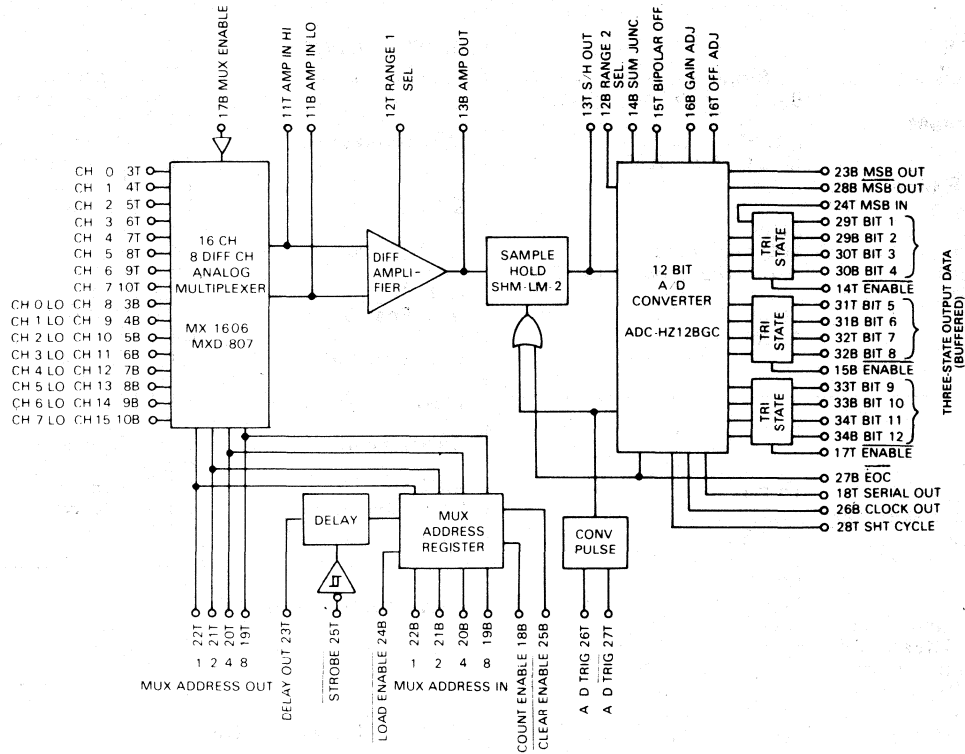 17B MUX ENABLE
11T AMP IN HI
11B AMP IN LO
12T RANGE 1
SEL
13B AMP OUT
13T S/H OUT
12B RANGE 2
SEL.
14B SUM JUNC.
15T BIPOLAR OFF.
16B GAIN ADJ
16T OFF. ADJ
CH 0 3T
CH 1 4T
CH 2 5T
CH 3 6T
CH 4 7T
CH 5 8T
CH 6 9T
CH 7 10T
CH 0 LO CH 8 3B
CH 1 LO CH 9 4B
CH 2 LO CH 10 5B
CH 3 LO CH 11 6B
CH 4 LO CH 12 7B
CH 5 LO CH 13 8B
CH 6 LO CH 14 9B
CH 7 LO CH 15 10B
16 CH
8 DIFF CH
ANALOG
MULTIPLEXER
MX 1606
MXD 807
DIFF
AMPLI-
FIER
SAMPLE
HOLD
SHM-LM-2
12 BIT
A/D
CONVERTER
ADC-HZ12BGC
TRI
STATE
TRI
STATE
TRI
STATE
23B MSB OUT
28B MSB OUT
24T MSB IN
29T BIT 1
29B BIT 2
30T BIT 3
30B BIT 4
14T ENABLE
31T BIT 5
31B BIT 6
32T BIT 7
32B BIT 8
15B ENABLE
33T BIT 9
33B BIT 10
34T BIT 11
34B BIT 12
17T ENABLE
27B EOC
18T SERIAL OUT
26B CLOCK OUT
28T SHT CYCLE
THREE-STATE OUTPUT DATA
(BUFFERED)
DELAY
MUX
ADDRESS
REGISTER
CONV
PULSE
22T
21T
20T
19T
1 2 4 8
MUX ADDRESS OUT
DELAY OUT 23T
STROBE 25T
LOAD ENABLE 24B
22B
21B
20B
19B
1 2 4 8
MUX ADDRESS IN
COUNT ENABLE 18B
CLEAR ENABLE 25B
A D TRIG 26T
A D TRIG 27T